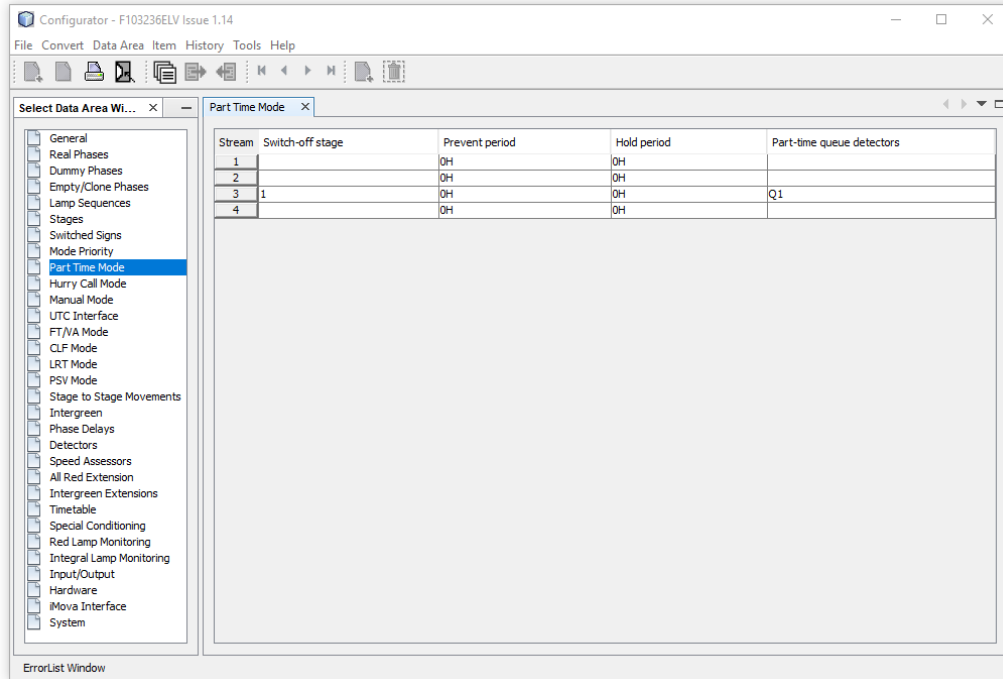 Configurator - F103236ELV Issue 1.14
File Convert Data Area Item History Tools Help
Select Data Area Wi... ×
Part Time Mode ×
General
Real Phases
Dummy Phases
Empty/Clone Phases
Lamp Sequences
Stages
Switched Signs
Mode Priority
Part Time Mode
Hurry Call Mode
Manual Mode
UTC Interface
FT/VA Mode
CLF Mode
LRT Mode
PSV Mode
Stage to Stage Movements
Intergreen
Phase Delays
Detectors
Speed Assessors
All Red Extension
Intergreen Extensions
Timetable
Special Conditioning
Red Lamp Monitoring
Integral Lamp Monitoring
Input/Output
Hardware
iMova Interface
System
Stream Switch-off stage Prevent period Hold period Part-time queue detectors
1 0H 0H
2 0H 0H
3 1 0H 0H Q1
4 0H 0H
ErrorList Window